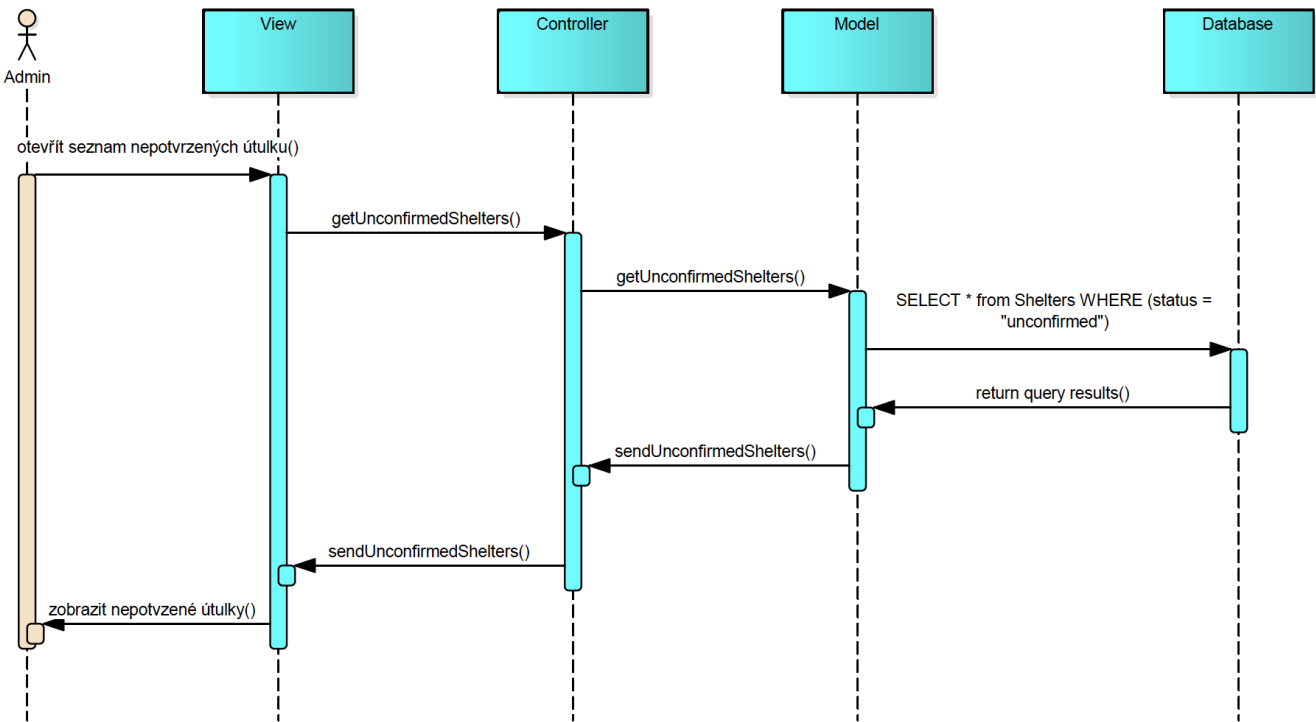 View
Controller
Model
Database
Admin
otevřít seznam nepotvrzených útulku()
getUnconfirmedShelters()
getUnconfirmedShelters()
SELECT * from Shelters WHERE (status =
"unconfirmed")
return query results()
sendUnconfirmedShelters()
sendUnconfirmedShelters()
zobrazit nepotvzené útulky()